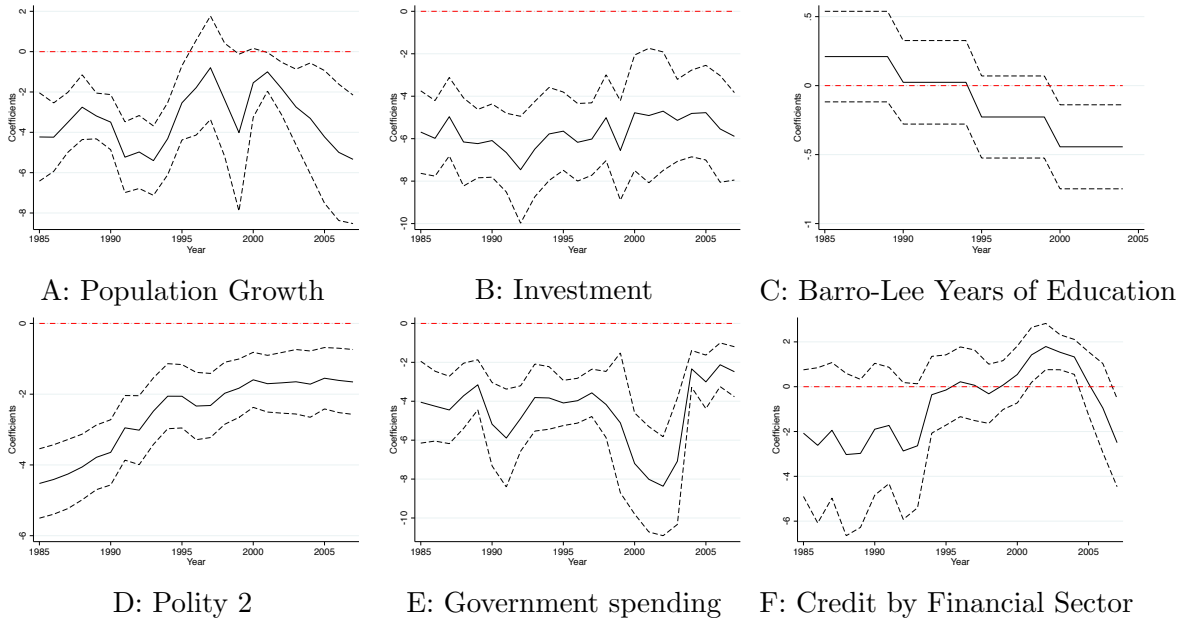 2
0
-2
-4
-6
-8
Coefficients
1985 1990 1995 2000 2005
Year
A: Population Growth
0
-2
-4
-6
-8
-10
Coefficients
1985 1990 1995 2000 2005
Year
B: Investment
.5
0
-.5
-1
Coefficients
1985 1990 1995 2000 2005
Year
C: Barro-Lee Years of Education
0
-2
-4
-6
Coefficients
1985 1990 1995 2000 2005
Year
D: Polity 2
0
-2
-4
-6
-8
-10
Coefficients
1985 1990 1995 2000 2005
Year
E: Government spending
2
0
-2
-4
-6
Coefficients
1985 1990 1995 2000 2005
Year
F: Credit by Financial Sector